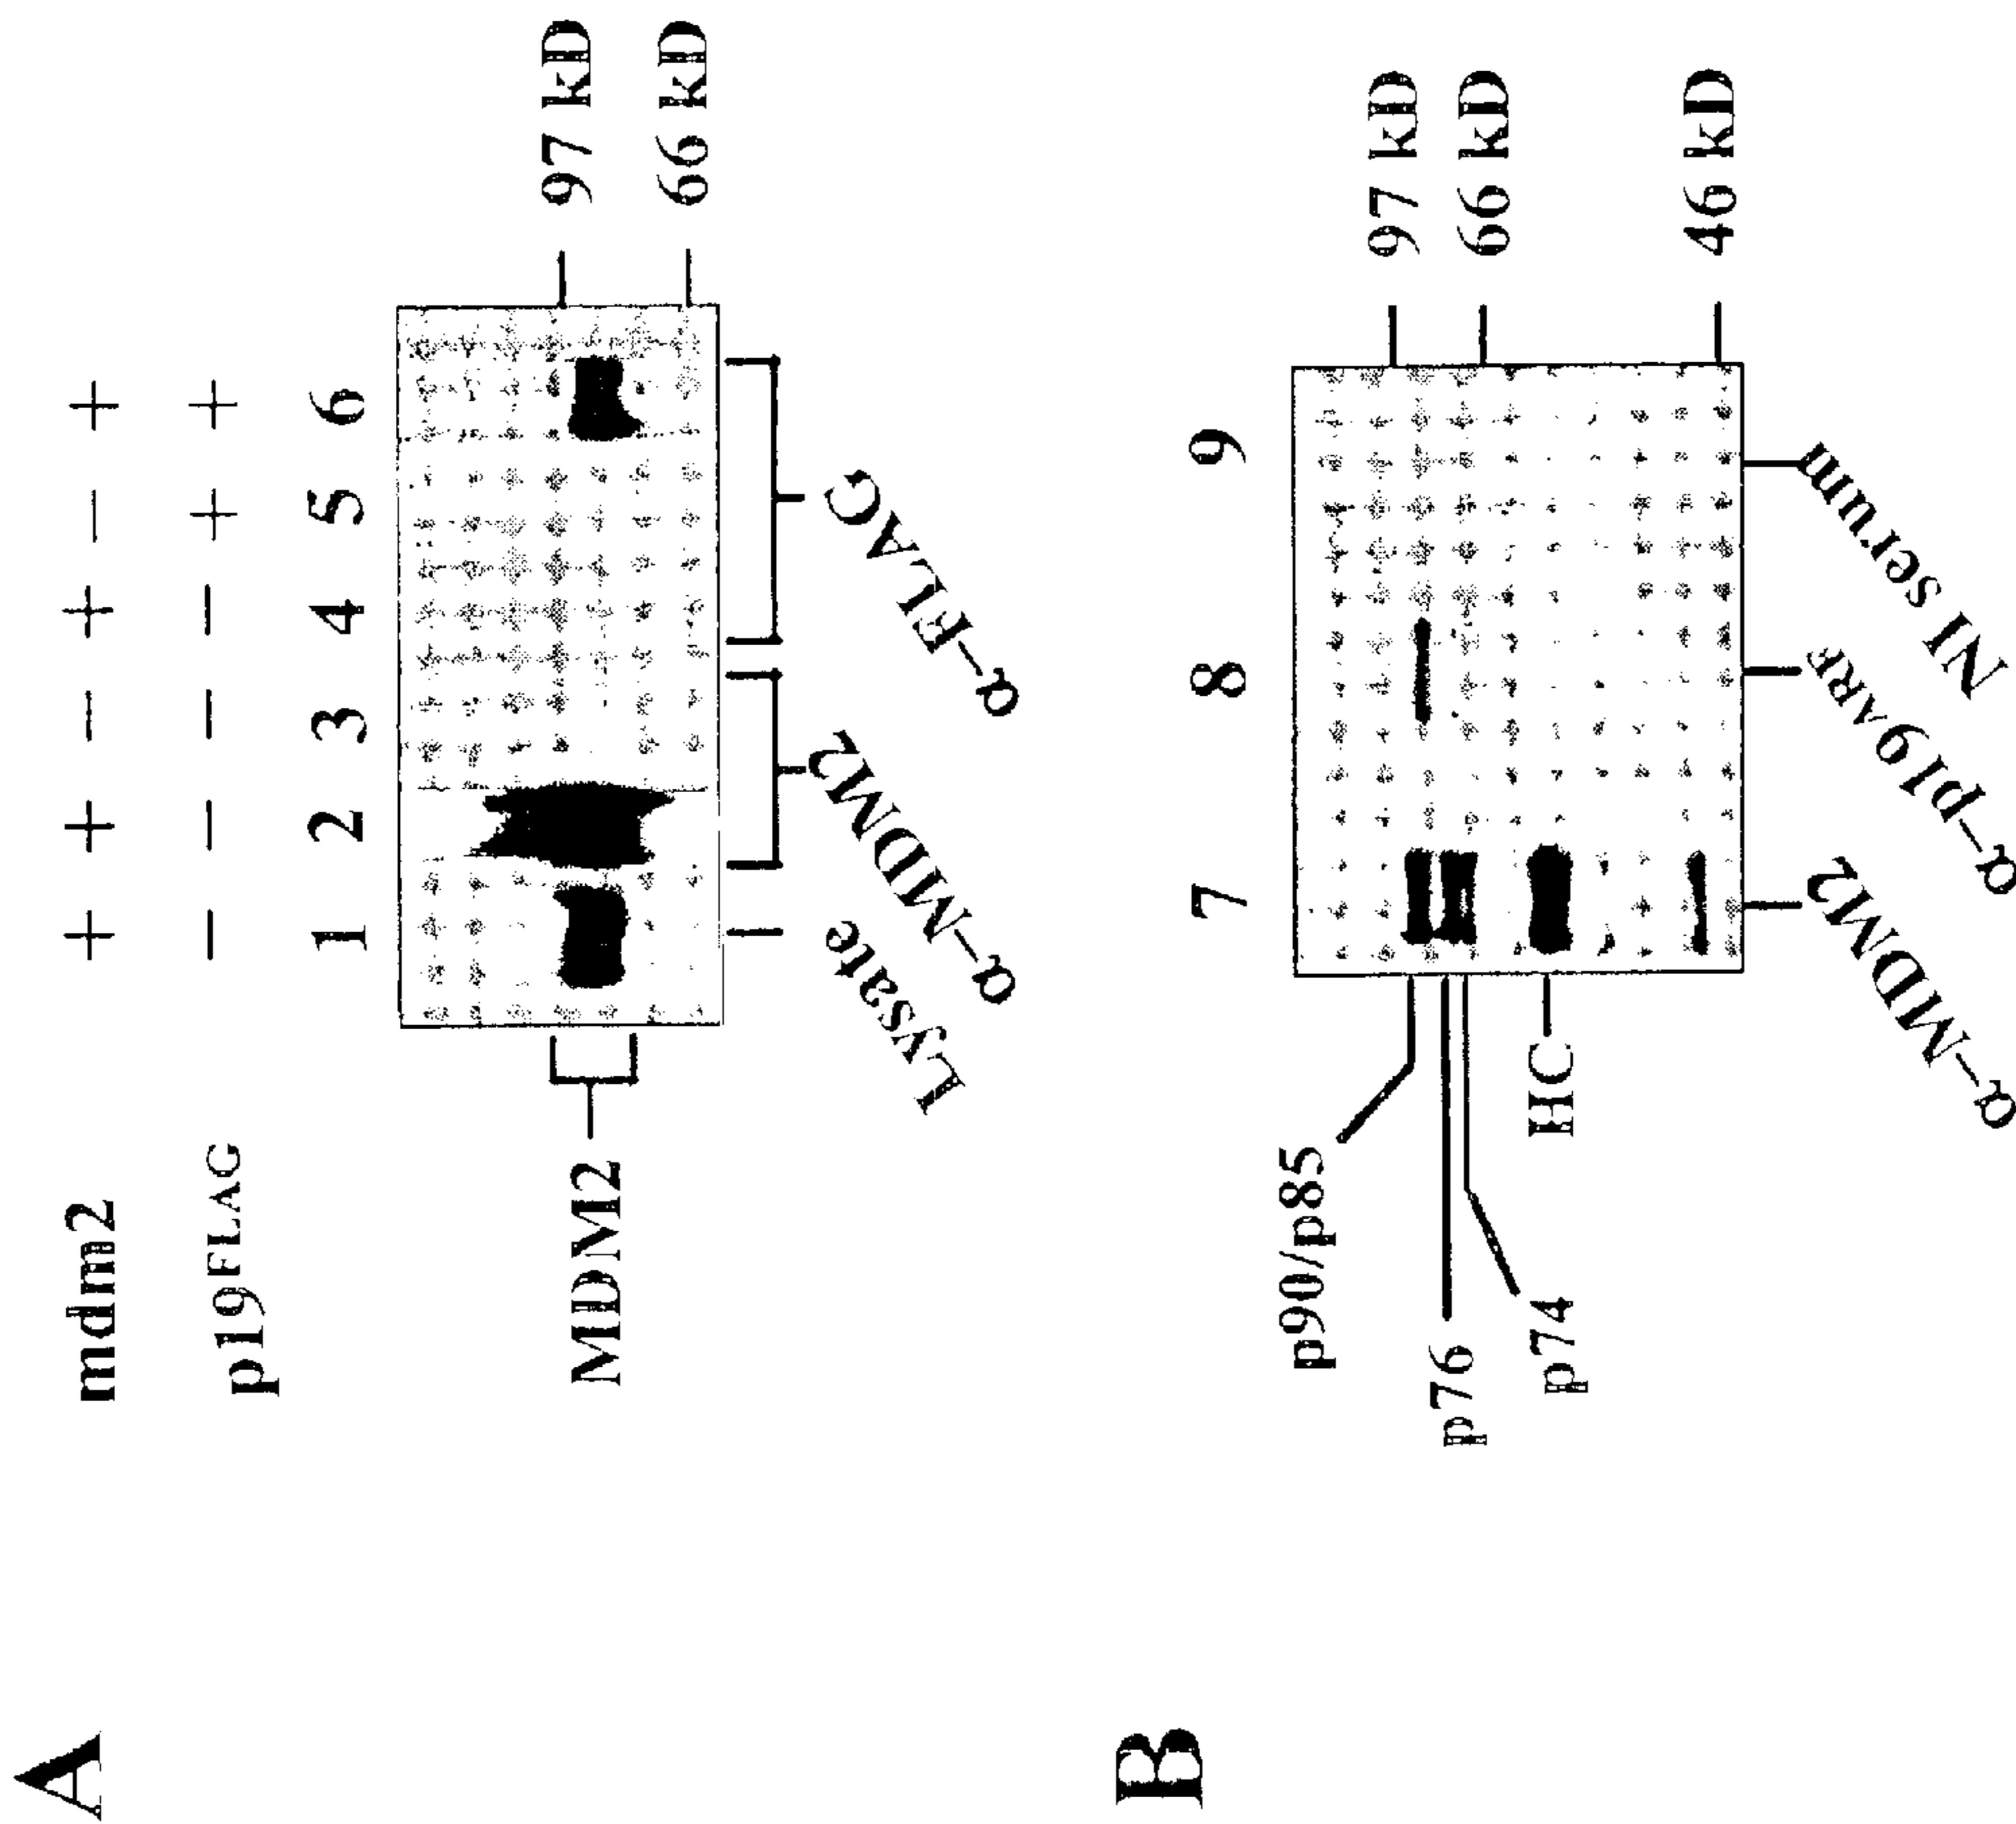 A
mdm2 + + − + − +
p19FLAG − − − − + +
1 2 3 4 5 6
MDM2
97 kD
66 kD
Lysate
α–MDM2
α–FLAG
B
7 8 9
p90/p85
p76
p74
HC
97 kD
66 kD
46 kD
α–MDM2
α–p19ARF
NI serum